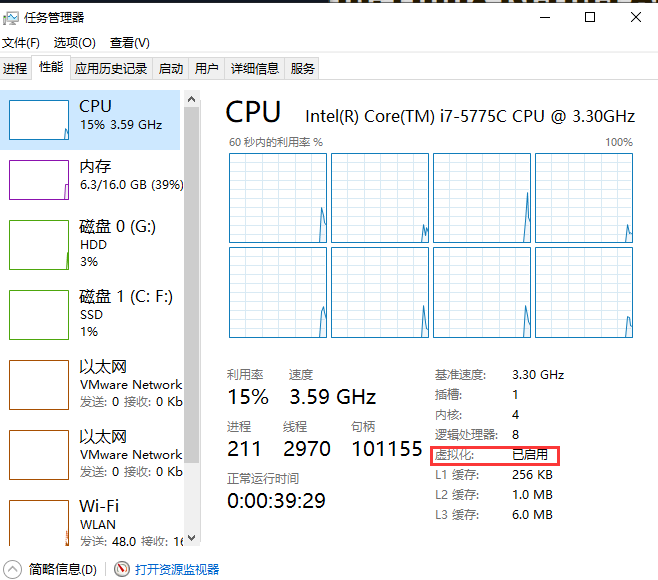 任务管理器
文件(F) 选项(O) 查看(V)
进程 性能 应用历史记录 启动 用户 详细信息 服务
CPU
15% 3.59 GHz
内存
6.3/16.0 GB (39%)
磁盘 0 (G:)
HDD
3%
磁盘 1 (C: F:)
SSD
1%
以太网
VMware Network
发送: 0 接收: 0 Kb
以太网
VMware Network
发送: 0 接收: 0 Kb
Wi-Fi
WLAN
发送: 48.0 接收: 16
CPU
Intel(R) Core(TM) i7-5775C CPU @ 3.30GHz
60 秒内的利用率 % 100%
利用率 速度
15% 3.59 GHz
进程 线程 句柄
211 2970 101155
正常运行时间
0:00:39:29
基准速度: 3.30 GHz
插槽: 1
内核: 4
逻辑处理器: 8
虚拟化: 已启用
L1 缓存: 256 KB
L2 缓存: 1.0 MB
L3 缓存: 6.0 MB
简略信息(D) 打开资源监视器